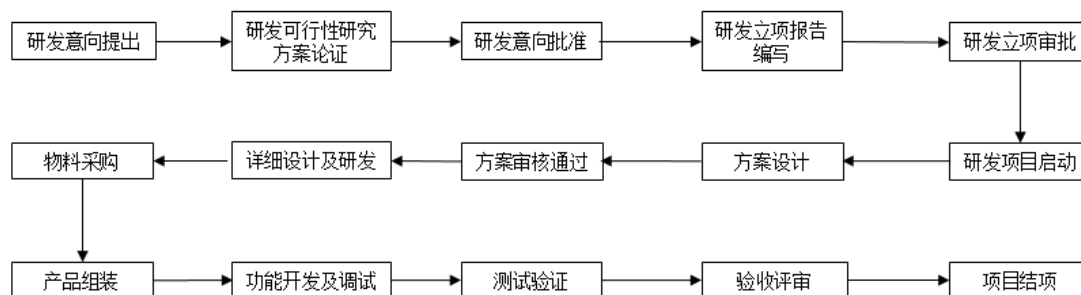 研发意向提出
研发可行性研究
方案论证
研发意向批准
研发立项报告
编写
研发立项审批
物料采购
详细设计及研发
方案审核通过
方案设计
研发项目启动
产品组装
功能开发及调试
测试验证
验收评审
项目结项